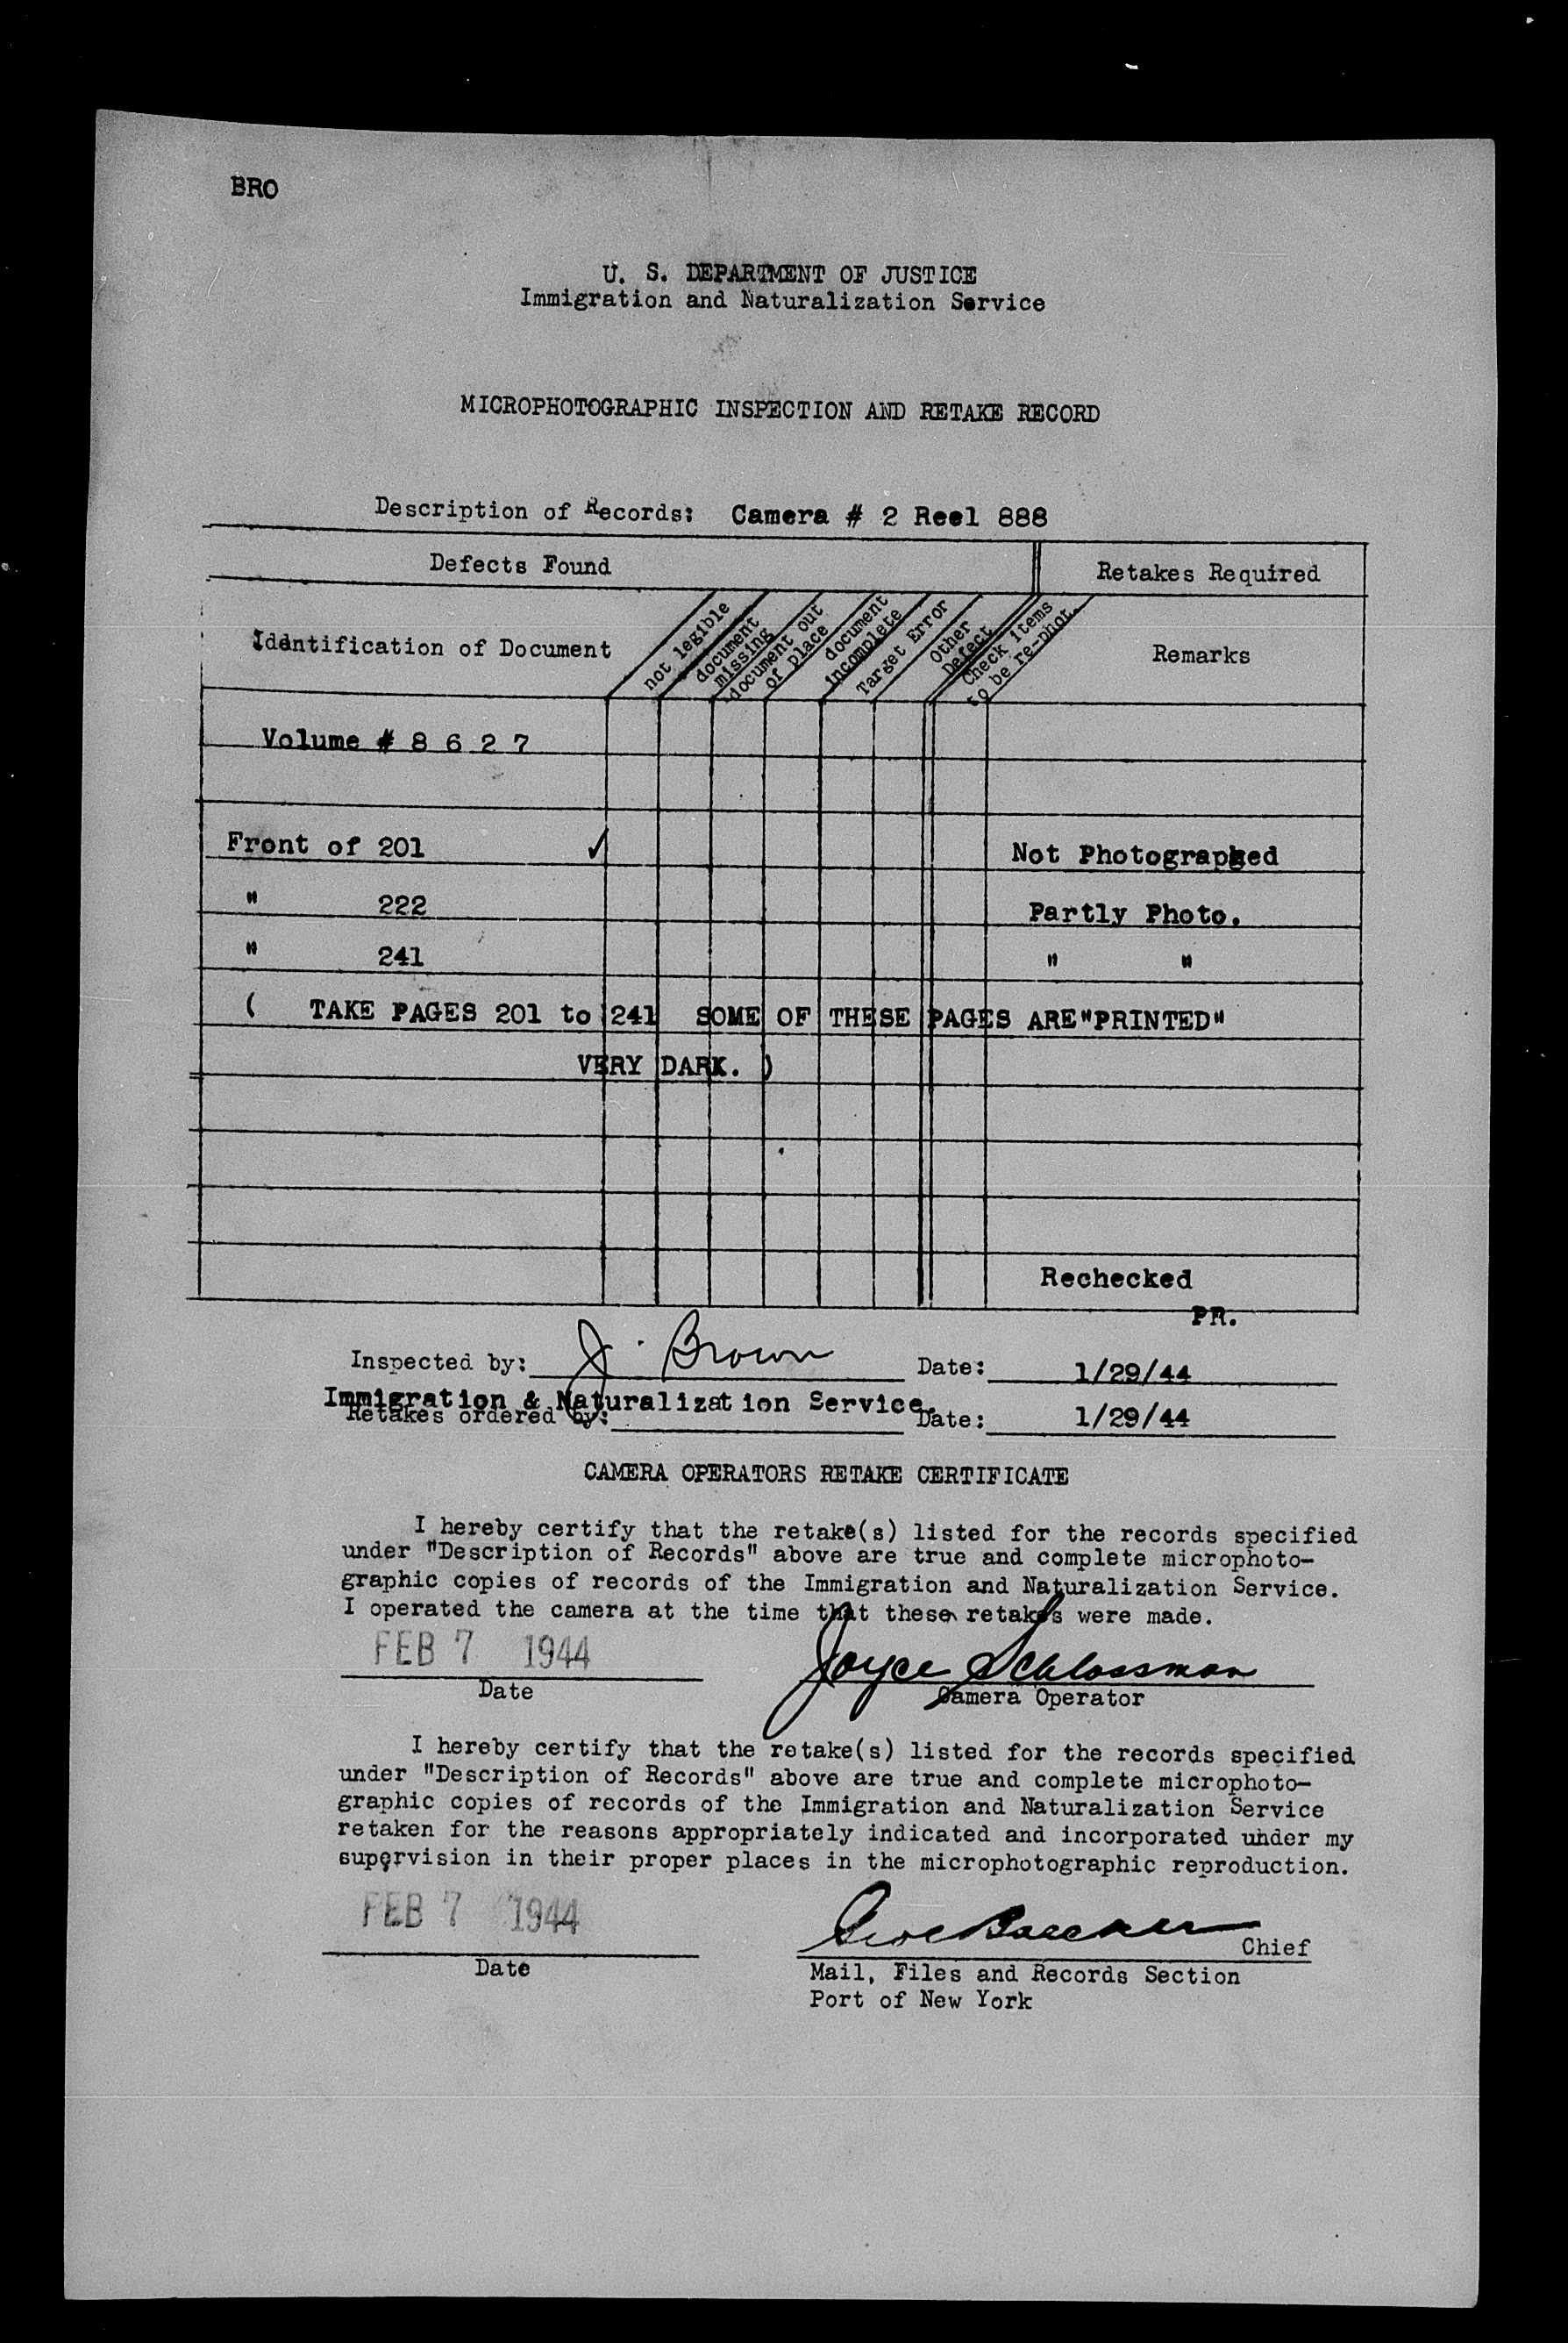 BRO
U. S. DEPARTMENT OF JUSTICE
Immigration and Naturalization Service
MICROPHOTOGRAPHIC INSPECTION AND RETAKE RECORD
Description of Records: Camera # 2 Reel 888
Defects Found
Retakes Required
Identification of Document
not legible
document
missing
document out
of place
document
incomplete
Target Error
Other
Defect
Check items
to be re-phot.
Remarks
Volume # 8 6 2 7
Front of 201 ✓ Not Photographed
" 222 Partly Photo.
" 241 " "
( TAKE PAGES 201 to 241 SOME OF THESE PAGES ARE"PRINTED"
VERY DARK. )
Rechecked
PR.
Inspected by: J. Brown Date: 1/29/44
Immigration & Naturalization Service.
Retakes ordered by: Date: 1/29/44
CAMERA OPERATORS RETAKE CERTIFICATE
I hereby certify that the retake(s) listed for the records specified
under "Description of Records" above are true and complete microphoto-
graphic copies of records of the Immigration and Naturalization Service.
I operated the camera at the time that these retakes were made.
FEB 7 1944 Joyce Schlossman
Date Camera Operator
I hereby certify that the retake(s) listed for the records specified
under "Description of Records" above are true and complete microphoto-
graphic copies of records of the Immigration and Naturalization Service
retaken for the reasons appropriately indicated and incorporated under my
supervision in their proper places in the microphotographic reproduction.
FEB 7 1944
Chief
Date
Mail, Files and Records Section
Port of New York